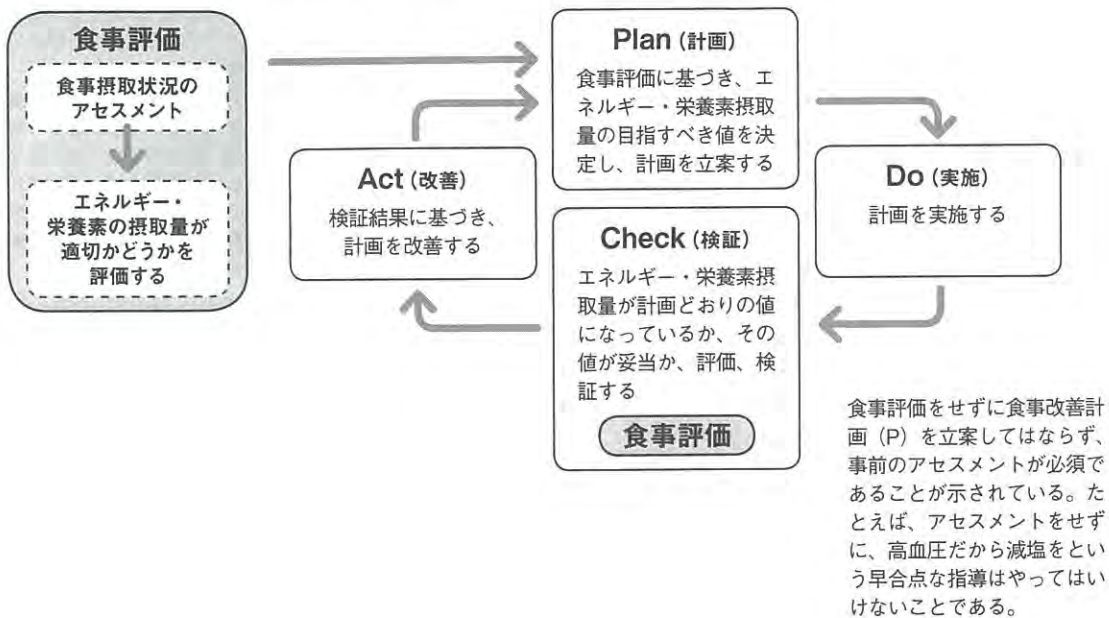 食事評価
食事摂取状況の
アセスメント
エネルギー・
栄養素の摂取量が
適切かどうかを
評価する
Plan (計画)
食事評価に基づき、エ
ネルギー・栄養素摂取
量の目指すべき値を決
定し、計画を立案する
Do (実施)
計画を実施する
Check (検証)
エネルギー・栄養素摂
取量が計画どおりの値
になっているか、その
値が妥当か、評価、検
証する
食事評価
Act (改善)
検証結果に基づき、
計画を改善する
食事評価をせずに食事改善計
画（P）を立案してはならず、
事前のアセスメントが必須で
あることが示されている。た
とえば、アセスメントをせず
に、高血圧だから減塩をとい
う早合点な指導はやってはい
けないことである。